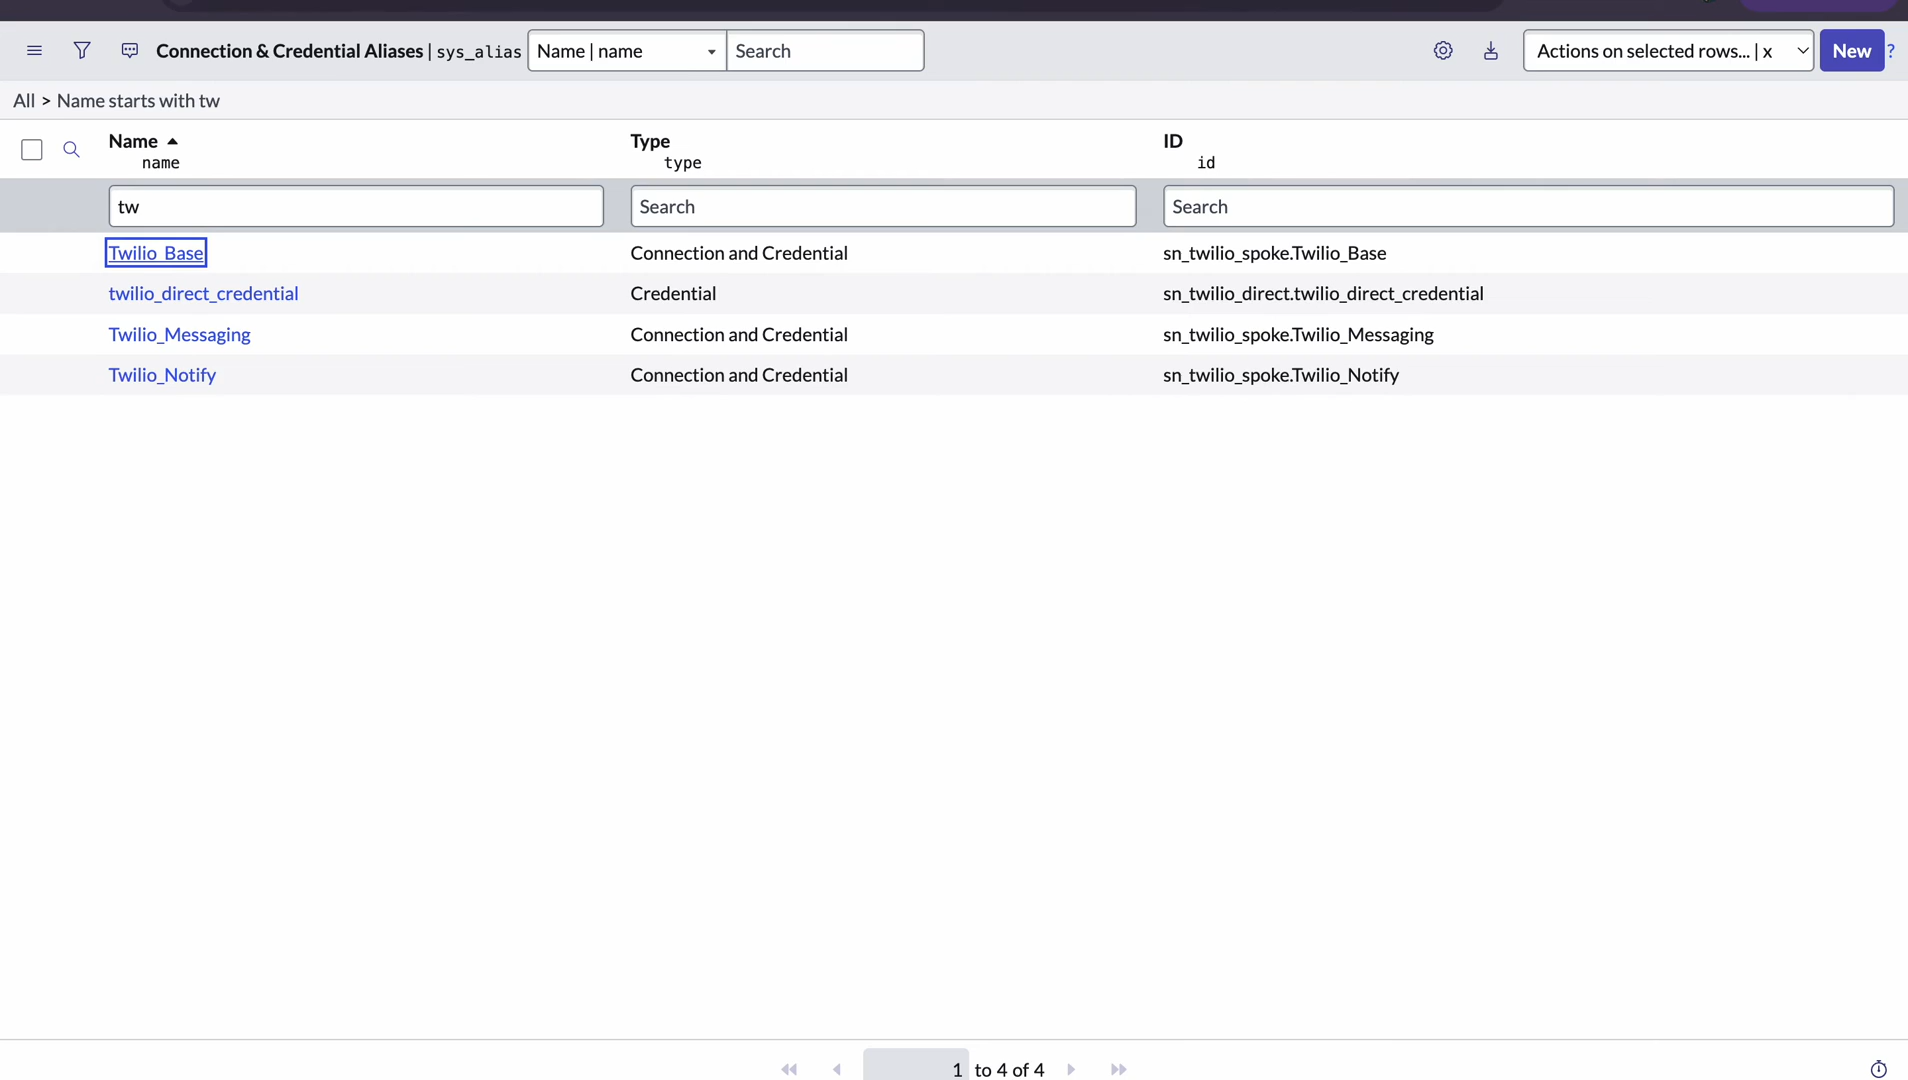 Connection & Credential Aliases | sys_alias Name | name Search Actions on selected rows... | x New ?
All > Name starts with tw
Name Type ID
name type id
tw Search Search
Twilio_Base Connection and Credential sn_twilio_spoke.Twilio_Base
twilio_direct_credential Credential sn_twilio_direct.twilio_direct_credential
Twilio_Messaging Connection and Credential sn_twilio_spoke.Twilio_Messaging
Twilio_Notify Connection and Credential sn_twilio_spoke.Twilio_Notify
1 to 4 of 4